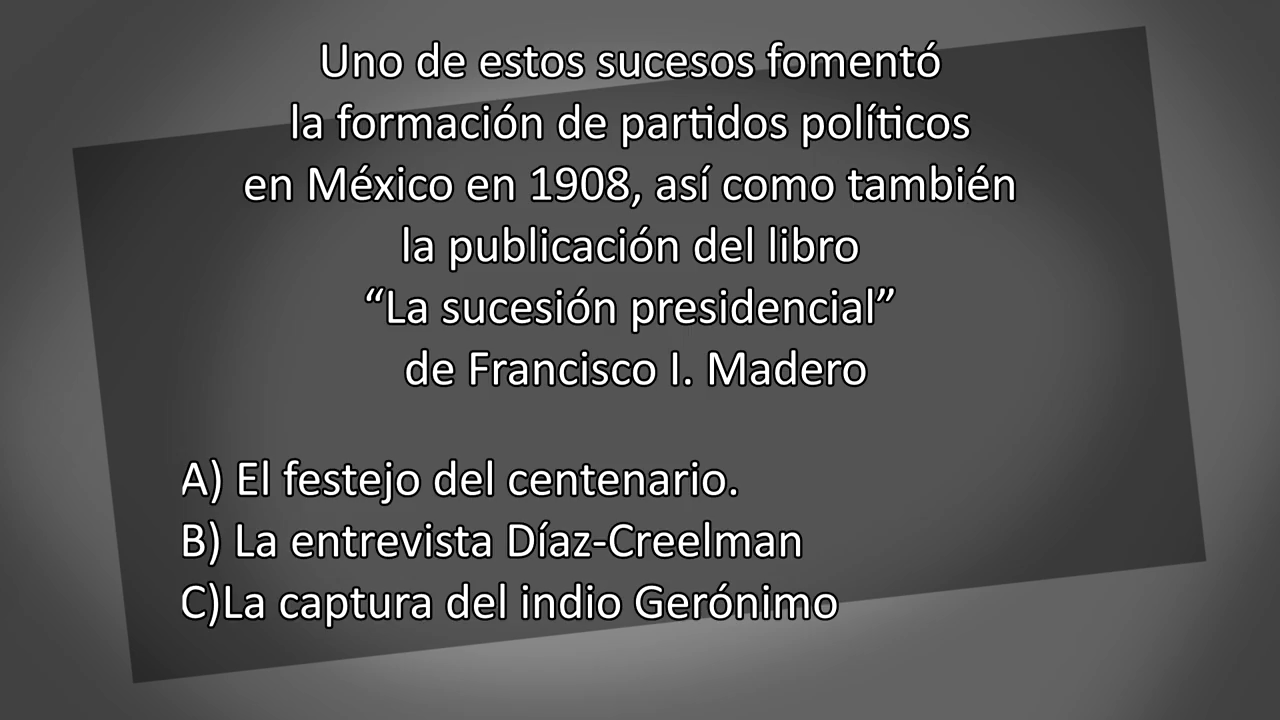 Uno de estos sucesos fomentó
la formación de partidos políticos
en México en 1908, así como también
la publicación del libro
“La sucesión presidencial”
de Francisco I. Madero
A) El festejo del centenario.
B) La entrevista Díaz-Creelman
C)La captura del indio Gerónimo